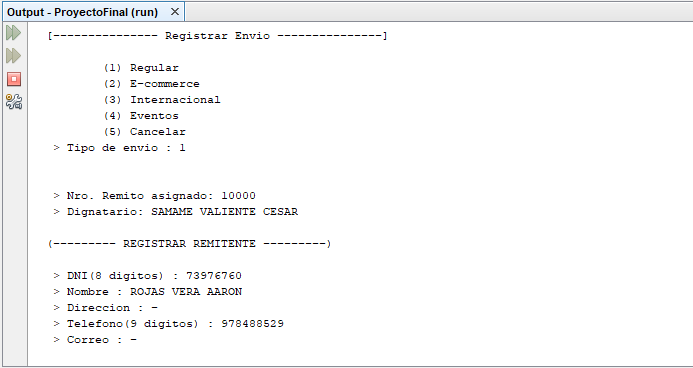 Output - ProyectoFinal (run)
[--------------- Registrar Envio ---------------]
(1) Regular
(2) E-commerce
(3) Internacional
(4) Eventos
(5) Cancelar
> Tipo de envio : 1
> Nro. Remito asignado: 10000
> Dignatario: SAMAME VALIENTE CESAR
(--------- REGISTRAR REMITENTE ---------)
> DNI(8 digitos) : 73976760
> Nombre : ROJAS VERA AARON
> Direccion : -
> Telefono(9 digitos) : 978488529
> Correo : -